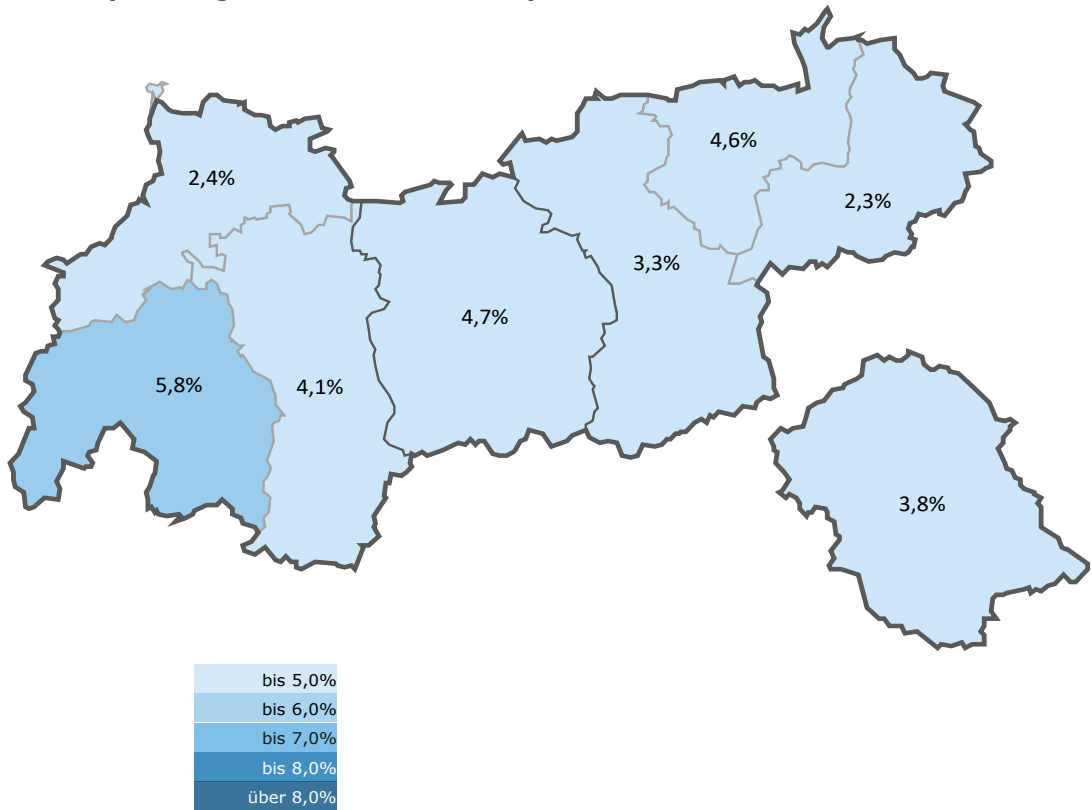 4,6%
2,4%
2,3%
3,3%
4,7%
5,8%
4,1%
3,8%
bis 5,0%
bis 6,0%
bis 7,0%
bis 8,0%
über 8,0%